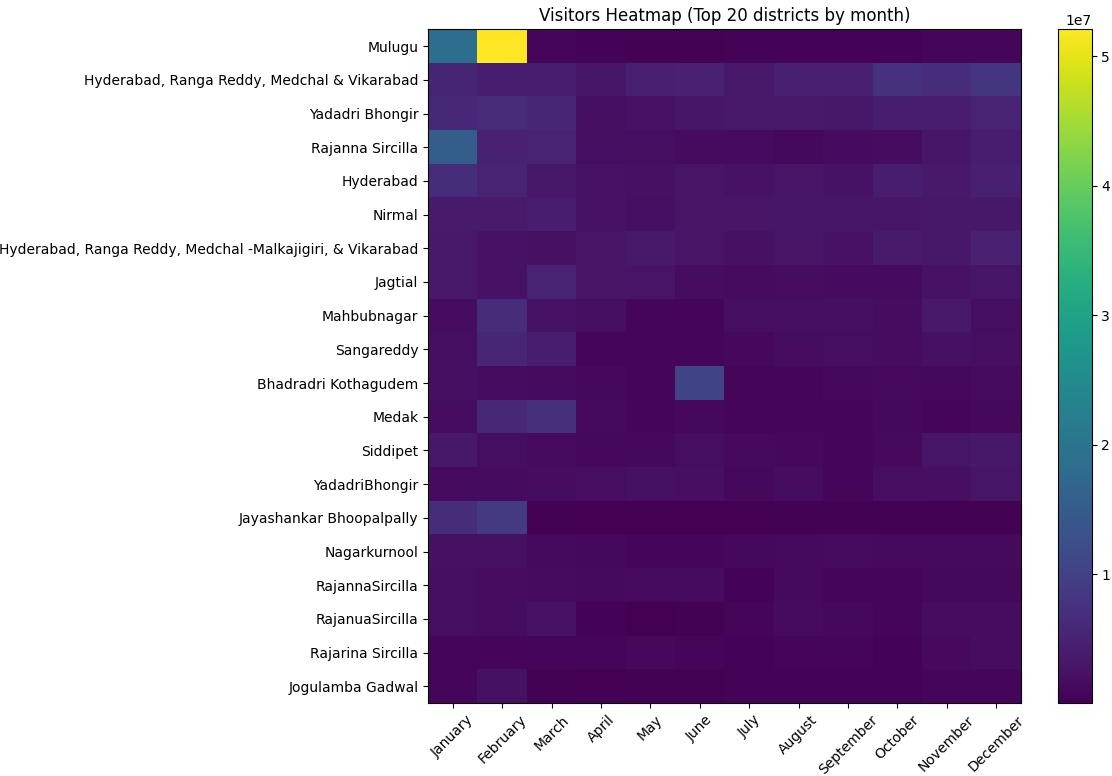 Visitors Heatmap (Top 20 districts by month)
1e7
Mulugu
Hyderabad, Ranga Reddy, Medchal & Vikarabad
Yadadri Bhongir
Rajanna Sircilla
Hyderabad
Nirmal
Hyderabad, Ranga Reddy, Medchal -Malkajigiri, & Vikarabad
Jagtial
Mahbubnagar
Sangareddy
Bhadradri Kothagudem
Medak
Siddipet
YadadriBhongir
Jayashankar Bhoopalpally
Nagarkurnool
RajannaSircilla
RajanuaSircilla
Rajarina Sircilla
Jogulamba Gadwal
January
February
March
April
May
June
July
August
September
October
November
December
5
4
3
2
1